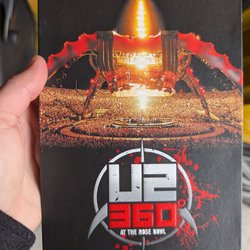 U2
360°
AT THE ROSE BOWL